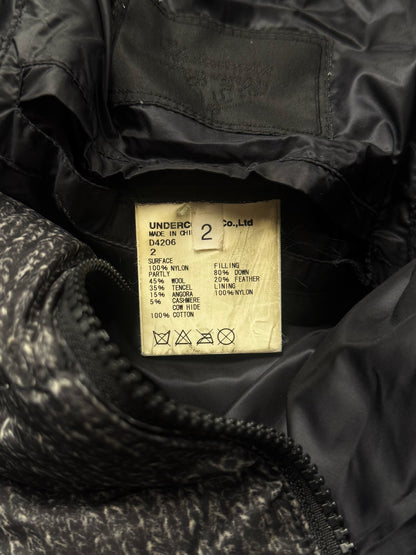 UNDERCO Co.,Ltd
MADE IN CHI
D4206
2
2
SURFACE
100% NYLON
PARTLY
45% WOOL
35% TENCEL
15% ANGORA
5% CASHMERE
COW HIDE
100% COTTON
FILLING
80% DOWN
20% FEATHER
LINING
100% NYLON